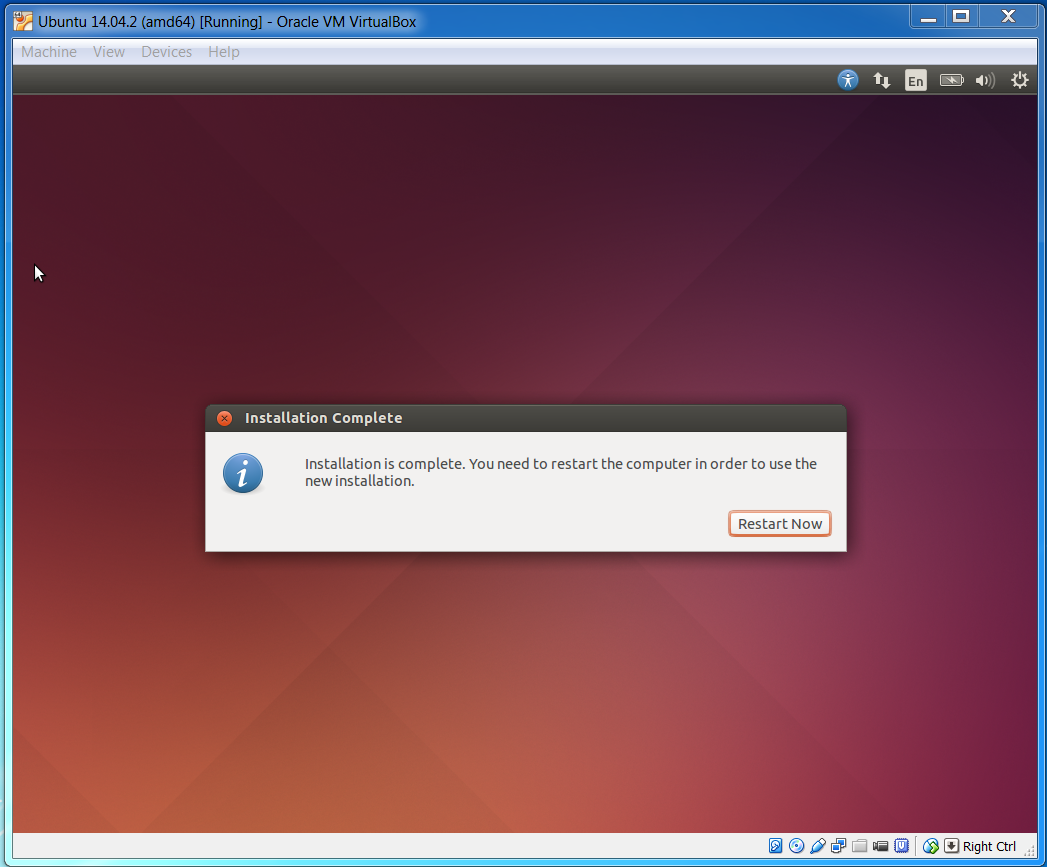 Ubuntu 14.04.2 (amd64) [Running] - Oracle VM VirtualBox
Machine View Devices Help
En
Installation Complete
Installation is complete. You need to restart the computer in order to use the
new installation.
Restart Now
Right Ctrl